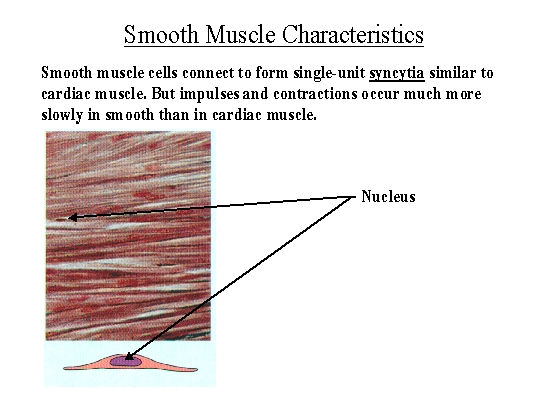 Smooth Muscle Characteristics
Smooth muscle cells connect to form single-unit syncytia similar to
cardiac muscle. But impulses and contractions occur much more
slowly in smooth than in cardiac muscle.
Nucleus